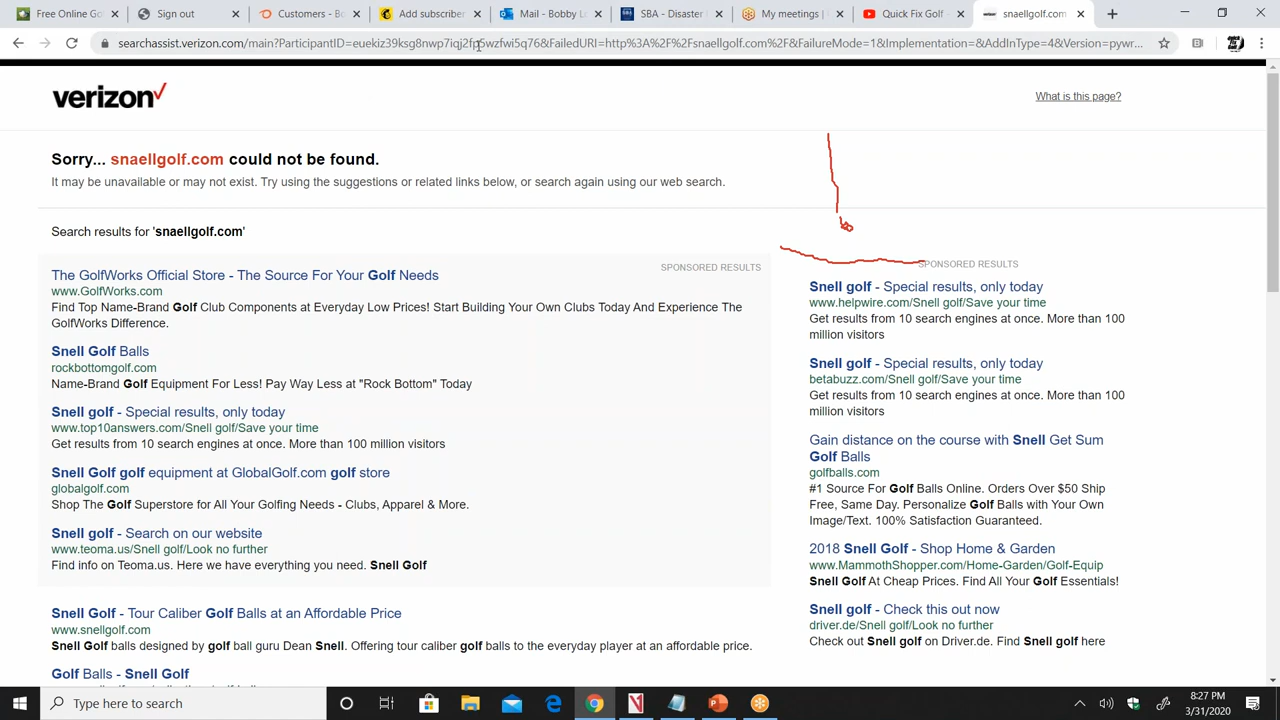 Free Golf
Sign out
Customers - Bo
Add subscriber
Mail - Bobby L
SBA - Disaster
My meetings |
Quick Fix Golf
snaellgolf.com
searchassist.verizon.com/main?ParticipantID=euekiz39ksg8nwp7iqj2fp5wzfwi5q7f&FailedURI=http%3A%2F%2Fsnaellgolf.com%2F&FailureMode=1&Implementation=&AddInType=4&Version=pywr...
verizon
What is this page?
Sorry... snaellgolf.com could not be found.
It may be unavailable or may not exist. Try using the suggestions or related links below, or search again using our web search.
Search results for 'snaellgolf.com'
SPONSORED RESULTS
The GolfWorks Official Store - The Source For Your Golf Needs
www.GolfWorks.com
Find Top Name-Brand Golf Club Components at Everyday Low Prices! Start Building Your Own Clubs Today And Experience The
GolfWorks Difference.
Snell Golf Balls
rockbottomgolf.com
Name-Brand Golf Equipment For Less! Pay Way Less at "Rock Bottom" Today
Snell golf - Special results, only today
www.top10answers.com/Snell golf/Save your time
Get results from 10 search engines at once. More than 100 million visitors
Snell Golf golf equipment at GlobalGolf.com golf store
globalgolf.com
Shop The Golf Superstore for All Your Golfing Needs - Clubs, Apparel & More.
Snell golf - Search on our website
www.teoma.us/Snell golf/Look no further
Find info on Teoma.us. Here we have everything you need. Snell Golf
Snell Golf - Tour Caliber Golf Balls at an Affordable Price
www.snellgolf.com
Snell Golf balls designed by golf ball guru Dean Snell. Offering tour caliber golf balls to the everyday player at an affordable price.
Golf Balls - Snell Golf
SPONSORED RESULTS
Snell golf - Special results, only today
www.helpwire.com/Snell golf/Save your time
Get results from 10 search engines at once. More than 100
million visitors
Snell golf - Special results, only today
betabuzz.com/Snell golf/Save your time
Get results from 10 search engines at once. More than 100
million visitors
Gain distance on the course with Snell Get Sum
Golf Balls
golfballs.com
#1 Source For Golf Balls Online. Orders Over $50 Ship
Free, Same Day. Personalize Golf Balls with Your Own
Image/Text. 100% Satisfaction Guaranteed.
2018 Snell Golf - Shop Home & Garden
www.MammothShopper.com/Home-Garden/Golf-Equip
Snell Golf At Cheap Prices. Find All Your Golf Essentials!
Snell golf - Check this out now
driver.de/Snell golf/Look no further
Check out Snell golf on Driver.de. Find Snell golf here
Type here to search
8:27 PM
3/31/2020